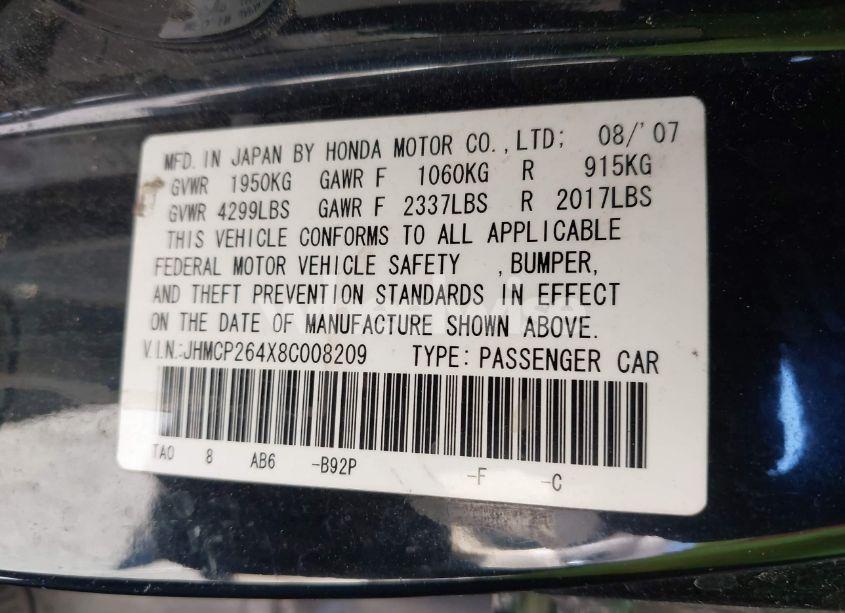 MFD. IN JAPAN BY HONDA MOTOR CO.,LTD; 08/'07
GVWR 1950KG GAWR F 1060KG R 915KG
GVWR 4299LBS GAWR F 2337LBS R 2017LBS
THIS VEHICLE CONFORMS TO ALL APPLICABLE
FEDERAL MOTOR VEHICLE SAFETY , BUMPER,
AND THEFT PREVENTION STANDARDS IN EFFECT
ON THE DATE OF MANUFACTURE SHOWN ABOVE.
V.I.N.:JHMCP264X8C008209 TYPE: PASSENGER CAR
TA0 8 AB6 -B92P -F -C